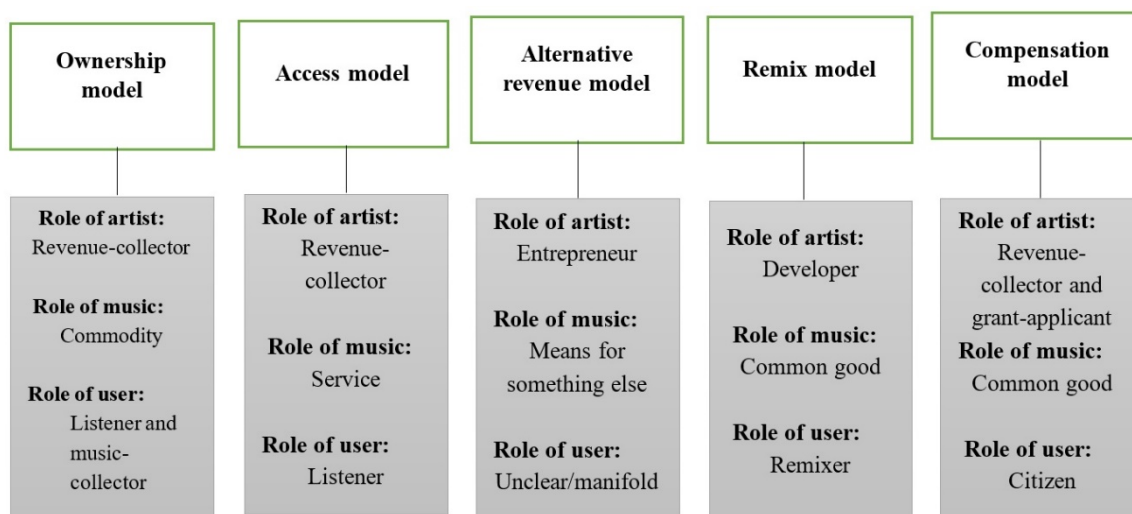 Ownership
model
Role of artist:
Revenue-collector
Role of music:
Commodity
Role of user:
Listener and
music-
collector
Access model
Role of artist:
Revenue-
collector
Role of music:
Service
Role of user:
Listener
Alternative
revenue model
Role of artist:
Entrepreneur
Role of music:
Means for
something else
Role of user:
Unclear/manifold
Remix model
Role of artist:
Developer
Role of music:
Common good
Role of user:
Remixer
Compensation
model
Role of artist:
Revenue-
collector and
grant-applicant
Role of music:
Common good
Role of user:
Citizen